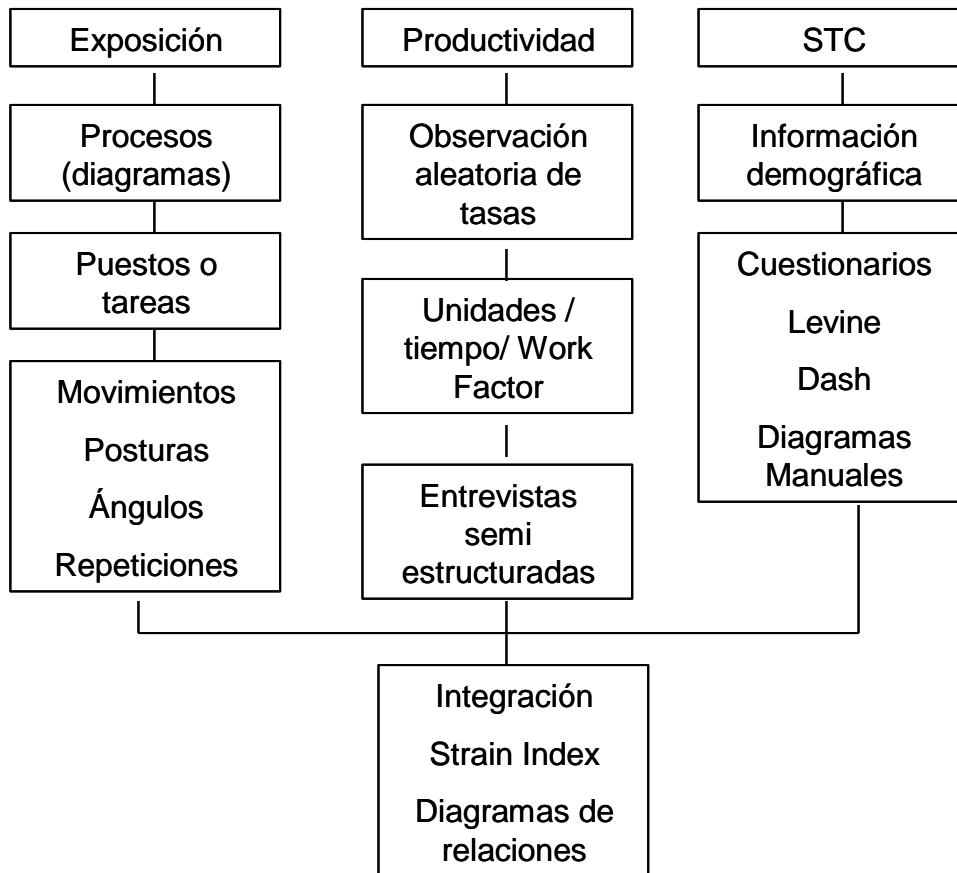 Exposición
Procesos
(diagramas)
Puestos o
tareas
Movimientos
Posturas
Ángulos
Repeticiones
Productividad
Observación
aleatoria de
tasas
Unidades /
tiempo/ Work
Factor
Entrevistas
semi
estructuradas
STC
Información
demográfica
Cuestionarios
Levine
Dash
Diagramas
Manuales
Integración
Strain Index
Diagramas de
relaciones